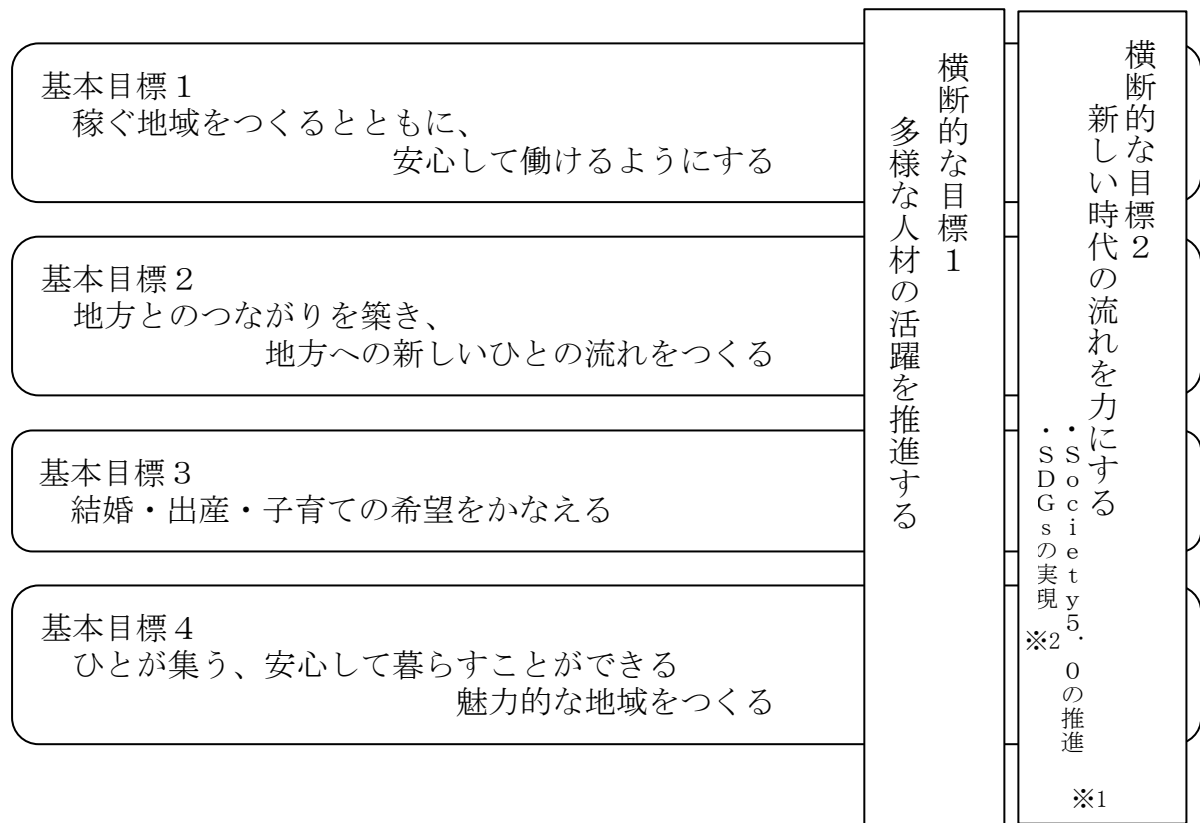 基本目標１
稼ぐ地域をつくるとともに、
安心して働けるようにする
基本目標２
地方とのつながりを築き、
地方への新しいひとの流れをつくる
基本目標３
結婚・出産・子育ての希望をかなえる
基本目標４
ひとが集う、安心して暮らすことができる
魅力的な地域をつくる
横断的な目標１
多様な人材の活躍を推進する
横断的な目標２
新しい時代の流れを力にする
・Ｓｏｃｉｅｔｙ５．０の推進 ※1
・ＳＤＧｓの実現 ※2